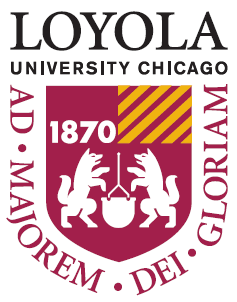 LOYOLA
UNIVERSITY CHICAGO
1870
AD • MAJOREM • DEI • GLORIAM